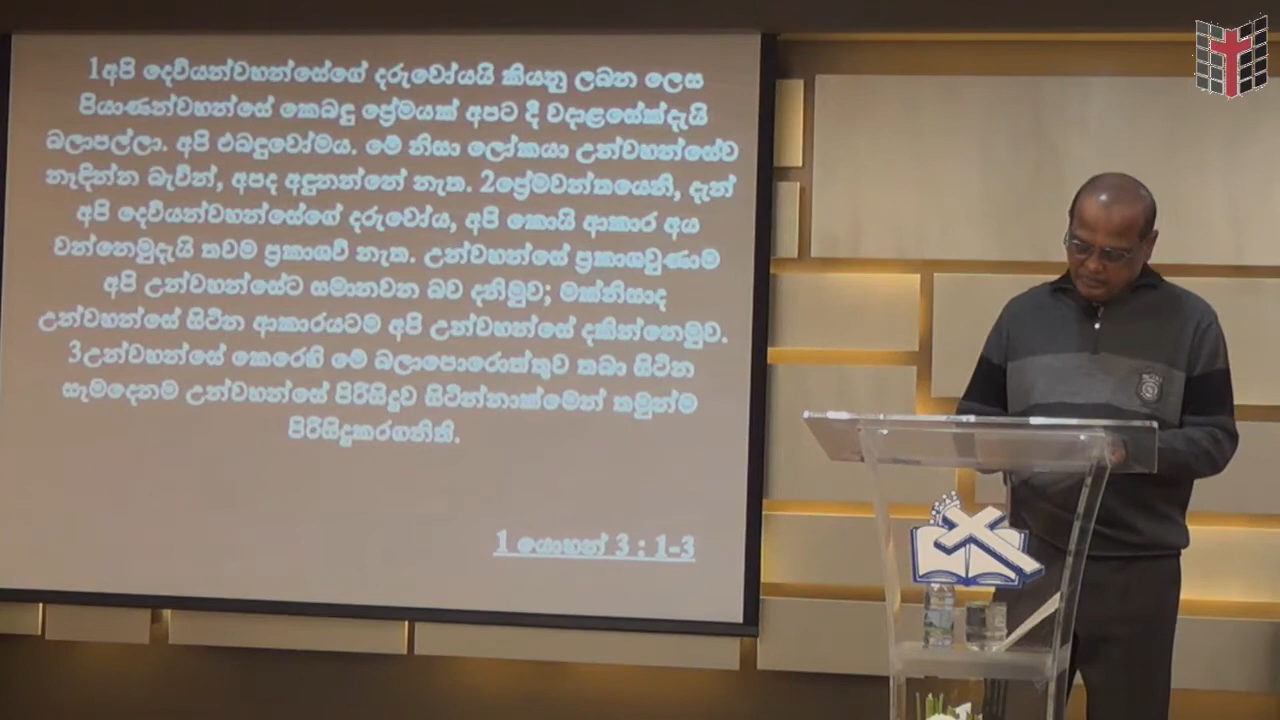 1අපි දෙවියන්වහන්සේගේ දරුවෝයයි කියනු ලබන ලෙස
පියාණන්වහන්සේ කෙබඳු ප්‍රේමයක් අපට දී වදාළසේක්දැයි
බලාපල්ලා. අපි එබඳුවෝමය. මේ නිසා ලෝකයා උන්වහන්සේව
නැඳින්න බැවින්, අපද අඳුනන්නේ නැත. 2ප්‍රේමවන්තයෙනි, දැන්
අපි දෙවියන්වහන්සේගේ දරුවෝය, අපි කොයි ආකාර අය
වන්නෙමුදැයි තවම ප්‍රකාශවී නැත. උන්වහන්සේ ප්‍රකාශවුණාම
අපි උන්වහන්සේට සමානවන බව දනිමුව; මක්නිසාද
උන්වහන්සේ සිටින ආකාරයටම අපි උන්වහන්සේ දකින්නෙමුව.
3උන්වහන්සේ කෙරෙහි මේ බලාපොරොත්තුව තබා සිටින
සැමදෙනම උන්වහන්සේ පිරිසිදුව සිටින්නාක්මෙන් තමුන්ම
පිරිසිදුකරගනිති.
1 යොහන් 3 : 1-3